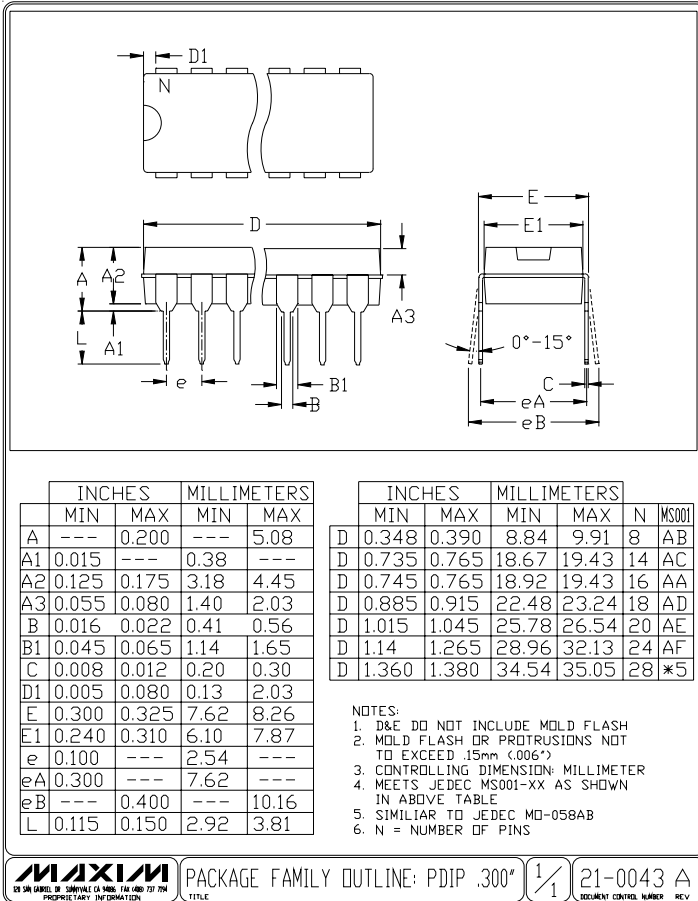 D1
N
E
E1
D
A
A2
A3
L
A1
0°-15°
e
B1
B
C
eA
eB
INCHES MILLIMETERS
MIN MAX MIN MAX
A --- 0.200 --- 5.08
A1 0.015 --- 0.38 ---
A2 0.125 0.175 3.18 4.45
A3 0.055 0.080 1.40 2.03
B 0.016 0.022 0.41 0.56
B1 0.045 0.065 1.14 1.65
C 0.008 0.012 0.20 0.30
D1 0.005 0.080 0.13 2.03
E 0.300 0.325 7.62 8.26
E1 0.240 0.310 6.10 7.87
e 0.100 --- 2.54 ---
eA 0.300 --- 7.62 ---
eB --- 0.400 --- 10.16
L 0.115 0.150 2.92 3.81
INCHES MILLIMETERS
MIN MAX MIN MAX N MS001
D 0.348 0.390 8.84 9.91 8 AB
D 0.735 0.765 18.67 19.43 14 AC
D 0.745 0.765 18.92 19.43 16 AA
D 0.885 0.915 22.48 23.24 18 AD
D 1.015 1.045 25.78 26.54 20 AE
D 1.14 1.265 28.96 32.13 24 AF
D 1.360 1.380 34.54 35.05 28 *5
NOTES:
1. D&E DO NOT INCLUDE MOLD FLASH
2. MOLD FLASH OR PROTRUSIONS NOT
TO EXCEED .15mm (.006")
3. CONTROLLING DIMENSION: MILLIMETER
4. MEETS JEDEC MS001-XX AS SHOWN
IN ABOVE TABLE
5. SIMILIAR TO JEDEC MO-058AB
6. N = NUMBER OF PINS
MAXIM
120 SAN GABRIEL DR SUNNYVALE CA 94086 FAX (408) 737 7194
PROPRIETARY INFORMATION
PACKAGE FAMILY OUTLINE: PDIP .300"
TITLE
1/1
21-0043 A
DOCUMENT CONTROL NUMBER REV